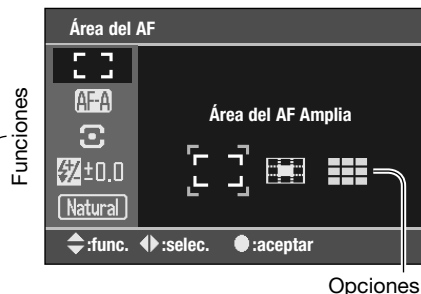 Área del AF
Funciones
AF-A
Área del AF Amplia
±0.0
Natural
:func. :selec. :aceptar
Opciones